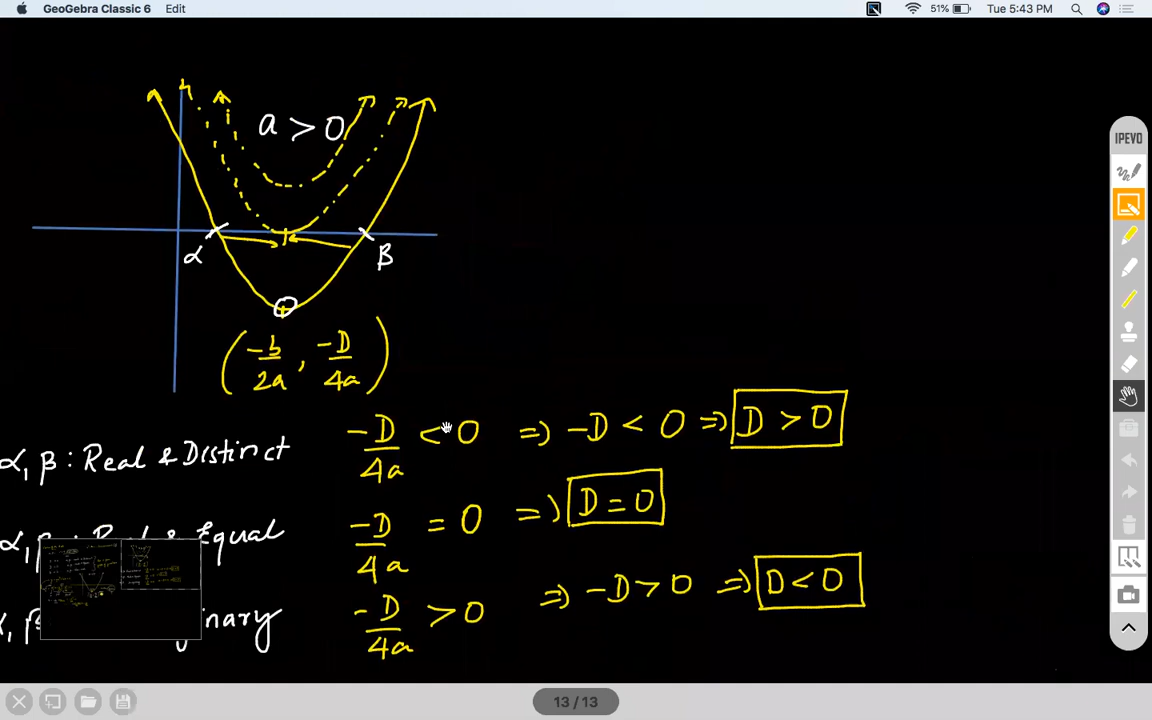 GeoGebra Classic 6 Edit 51% Tue 5:43 PM
IPEVO
a > 0
α β
(-b/2a, -D/4a)
α, β : Real & Distinct -D/4a < 0 ⇒ -D < 0 ⇒ D > 0
α, & Equal -D/4a = 0 ⇒ D = 0
-D/4a > 0 ⇒ -D > 0 ⇒ D < 0
13 / 13